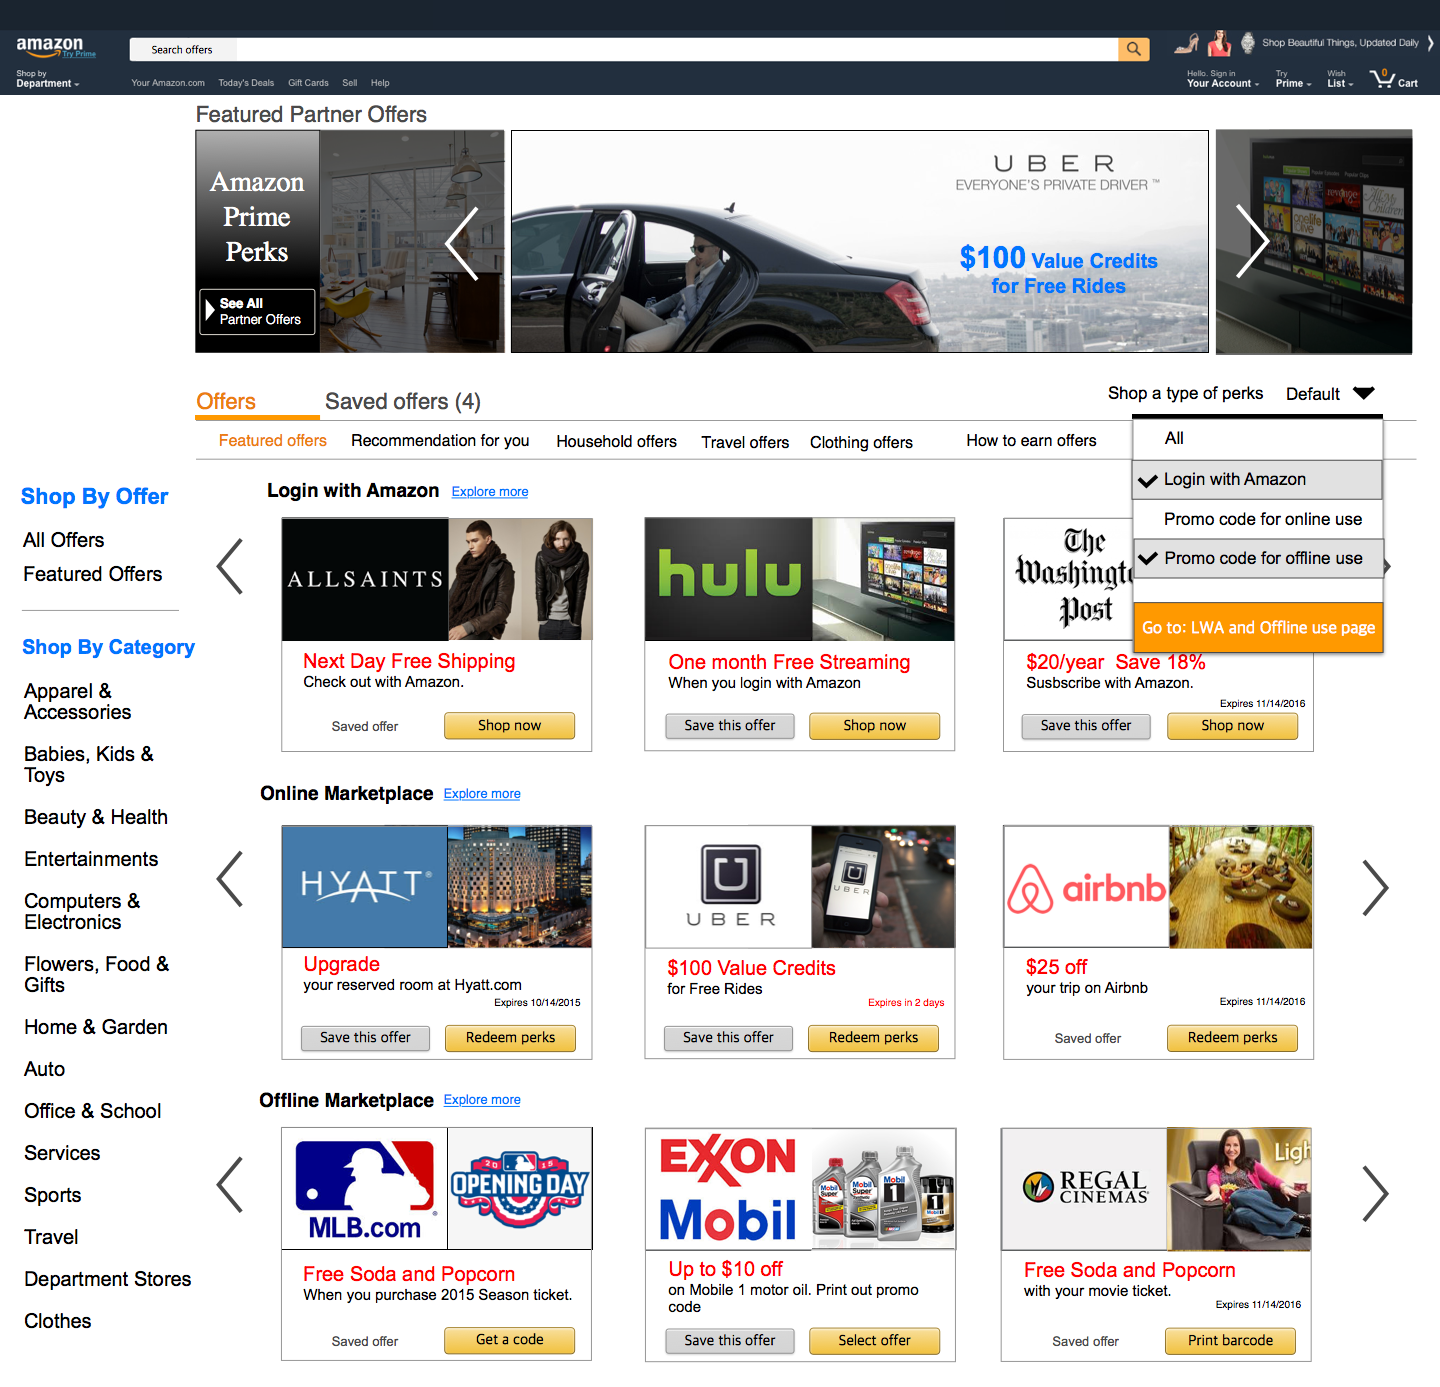 amazon
Try Prime
Search offers
Shop Beautiful Things, Updated Daily
Shop by
Department
Your Amazon.com Today's Deals Gift Cards Sell Help
Hello. Sign in
Your Account
Try
Prime
Wish
List
0
Cart
Featured Partner Offers
Amazon
Prime
Perks
See All
Partner Offers
UBER
EVERYONE'S PRIVATE DRIVER ™
$100 Value Credits
for Free Rides
Offers
Saved offers (4)
Shop a type of perks Default
Featured offers Recommendation for you Household offers Travel offers Clothing offers How to earn offers
All
Login with Amazon
Promo code for online use
Promo code for offline use
Go to: LWA and Offline use page
Shop By Offer
All Offers
Featured Offers
Shop By Category
Apparel &
Accessories
Babies, Kids &
Toys
Beauty & Health
Entertainments
Computers &
Electronics
Flowers, Food &
Gifts
Home & Garden
Auto
Office & School
Services
Sports
Travel
Department Stores
Clothes
Login with Amazon Explore more
ALLSAINTS
Next Day Free Shipping
Check out with Amazon.
Saved offer
Shop now
hulu
One month Free Streaming
When you login with Amazon
Save this offer
Shop now
The
Washingt
Post
$20/year Save 18%
Susbscribe with Amazon.
Expires 11/14/2016
Save this offer
Shop now
Online Marketplace Explore more
HYATT®
Upgrade
your reserved room at Hyatt.com
Expires 10/14/2015
Save this offer
Redeem perks
U
UBER
UBER
$100 Value Credits
for Free Rides
Expires in 2 days
Save this offer
Redeem perks
airbnb
$25 off
your trip on Airbnb
Expires 11/14/2016
Saved offer
Redeem perks
Offline Marketplace Explore more
MLB.com
2015
OPENING DAY
Free Soda and Popcorn
When you purchase 2015 Season ticket.
Saved offer
Get a code
EXXON
Mobil
Up to $10 off
on Mobile 1 motor oil. Print out promo
code
Save this offer
Select offer
REGAL
CINEMAS
Ligh
Free Soda and Popcorn
with your movie ticket.
Expires 11/14/2016
Saved offer
Print barcode